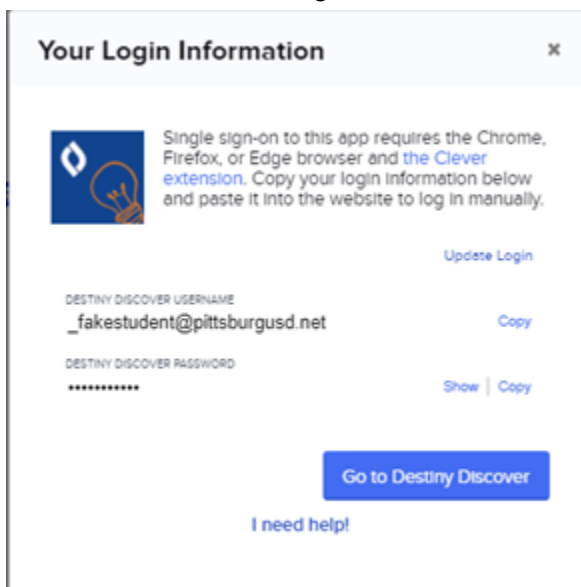 Your Login Information ×
Single sign-on to this app requires the Chrome,
Firefox, or Edge browser and the Clever
extension. Copy your login information below
and paste it into the website to log in manually.
Update Login
DESTINY DISCOVER USERNAME
_fakestudent@pittsburgusd.net Copy
DESTINY DISCOVER PASSWORD
••••••••••• Show | Copy
Go to Destiny Discover
I need help!